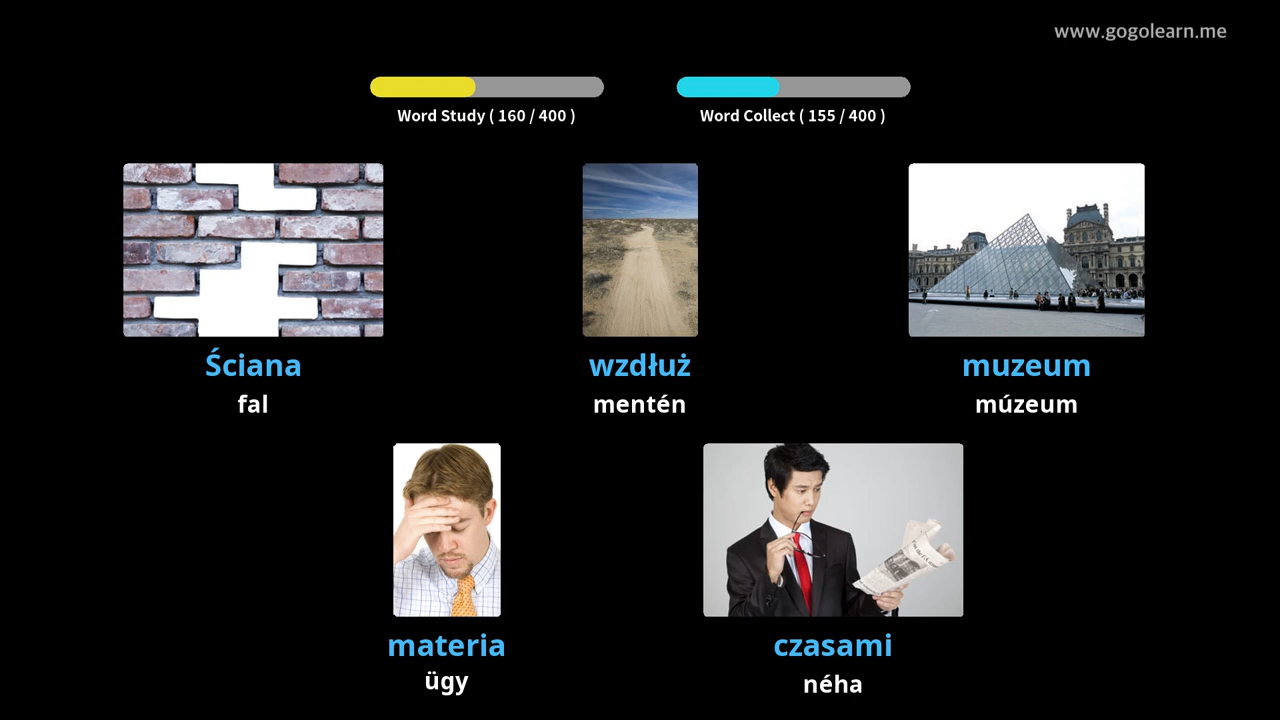 www.gogolearn.me
Word Study ( 160 / 400 )
Word Collect ( 155 / 400 )
Ściana
fal
wzdłuż
mentén
muzeum
múzeum
materia
ügy
czasami
néha